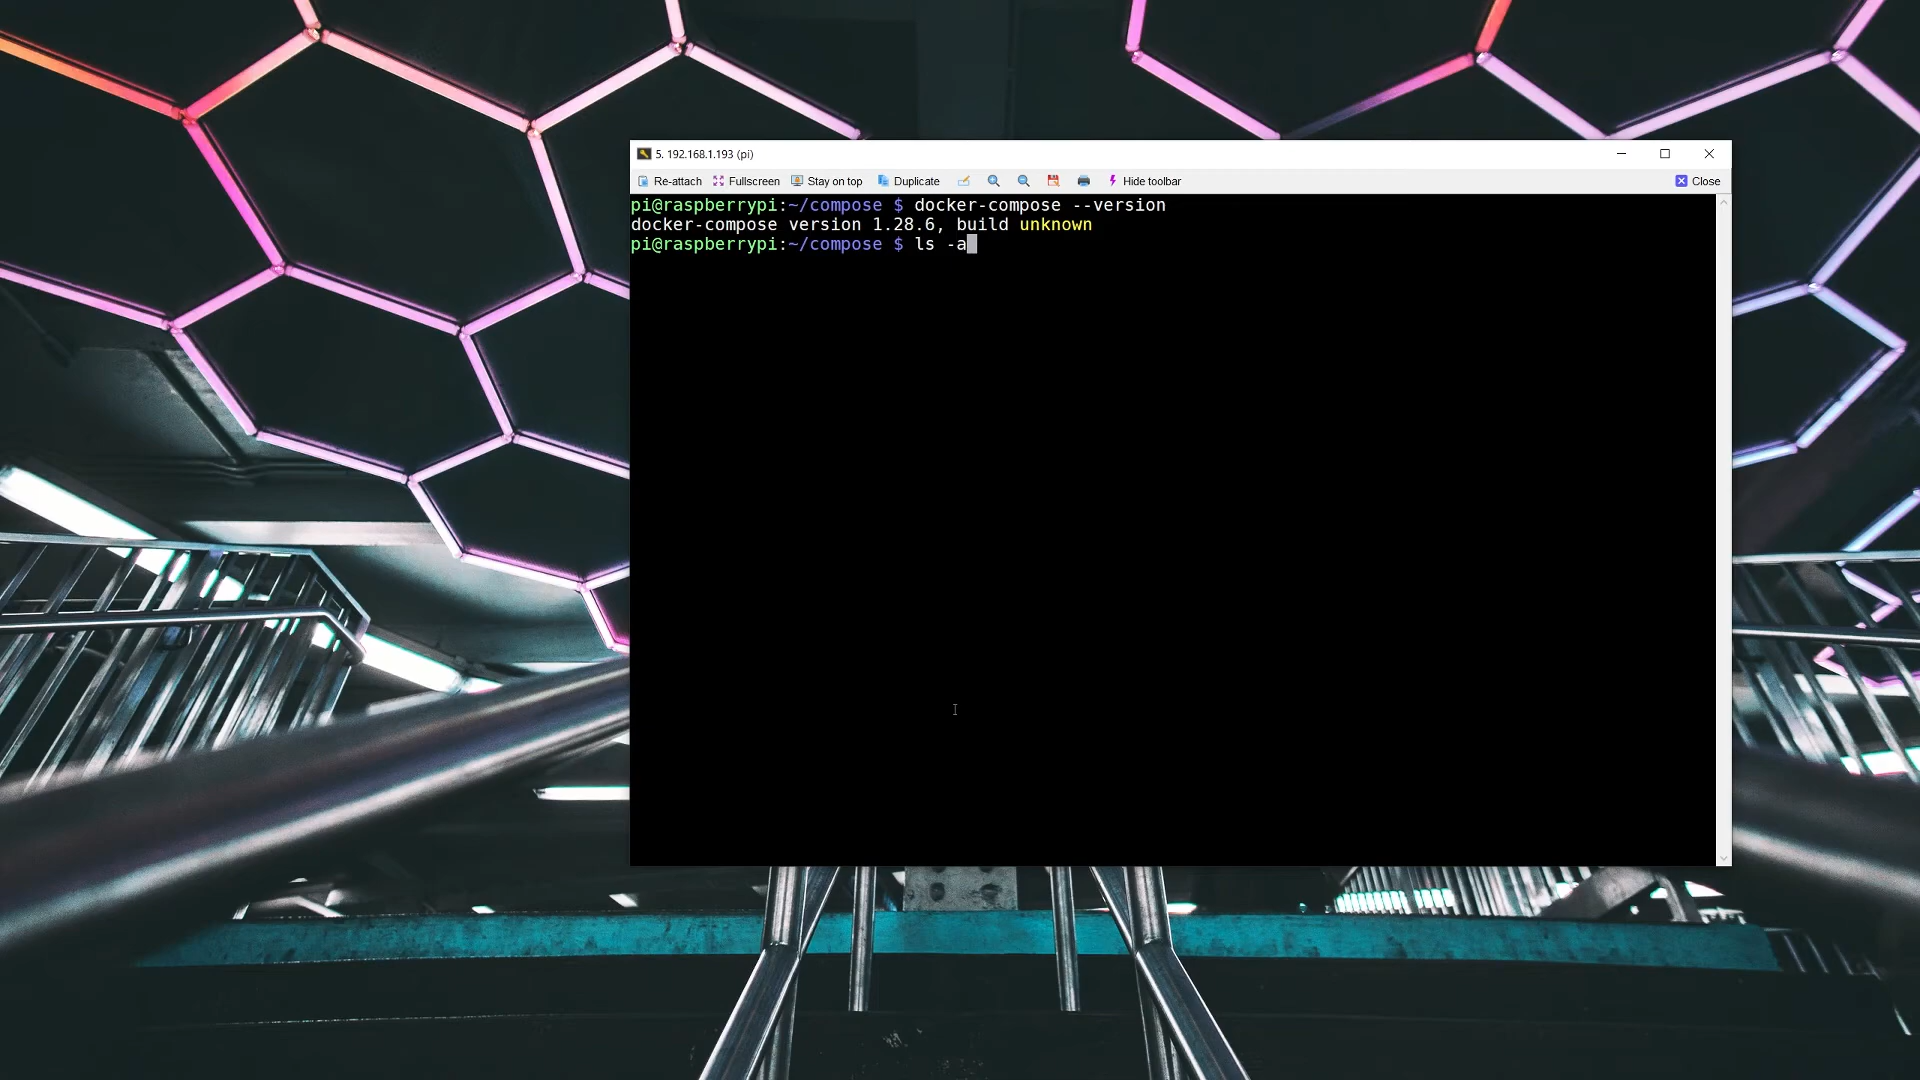 5. 192.168.1.193 (pi)
Re-attach Fullscreen Stay on top Duplicate Hide toolbar Close
pi@raspberrypi:~/compose $ docker-compose --version
docker-compose version 1.28.6, build unknown
pi@raspberrypi:~/compose $ ls -a